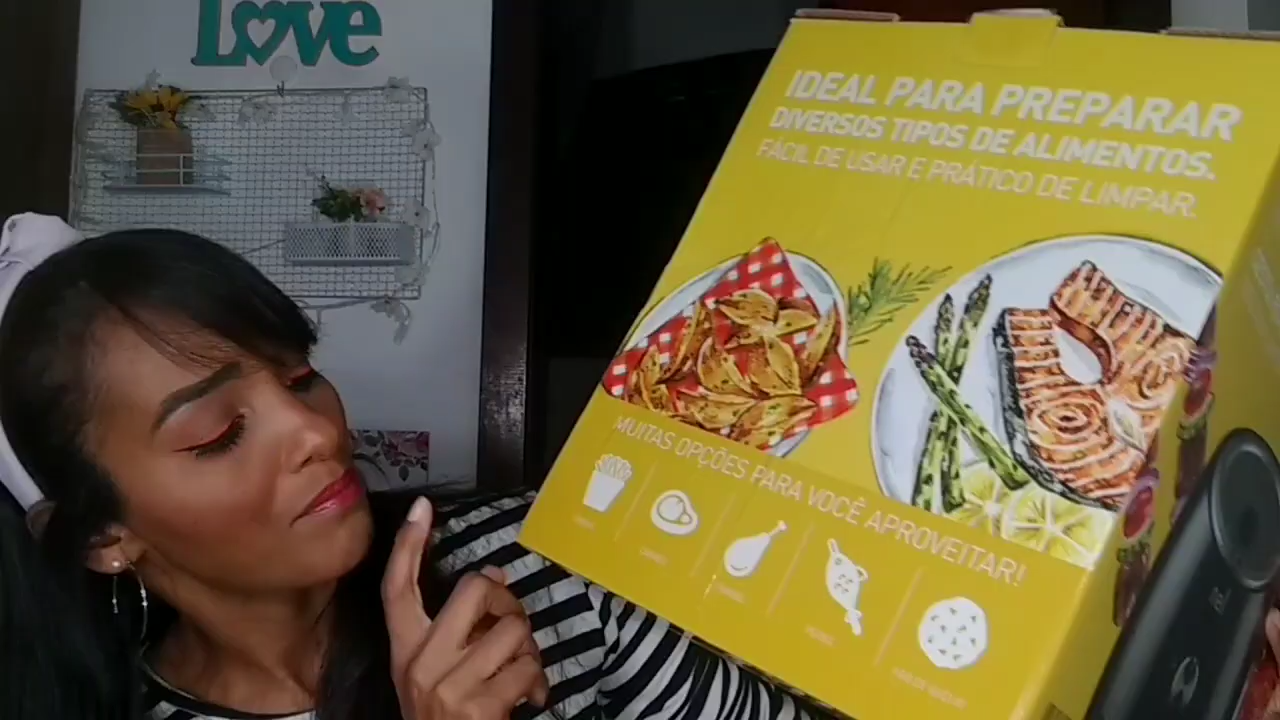 Love
IDEAL PARA PREPARAR
DIVERSOS TIPOS DE ALIMENTOS.
FÁCIL DE USAR E PRÁTICO DE LIMPAR.
MUITAS OPÇÕES PARA VOCÊ APROVEITAR!